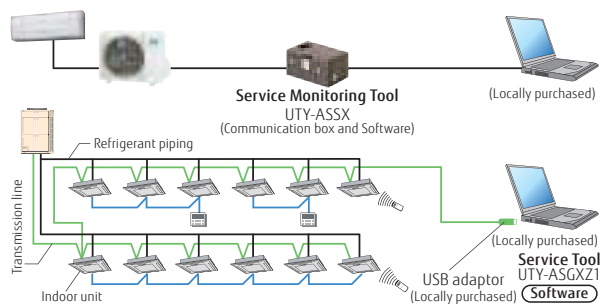 Service Monitoring Tool
UTY-ASSX
(Communication box and Software)
(Locally purchased)
Refrigerant piping
Transmission line
Indoor unit
USB adaptor
(Locally purchased)
(Locally purchased)
Service Tool
UTY-ASGXZ1
Software